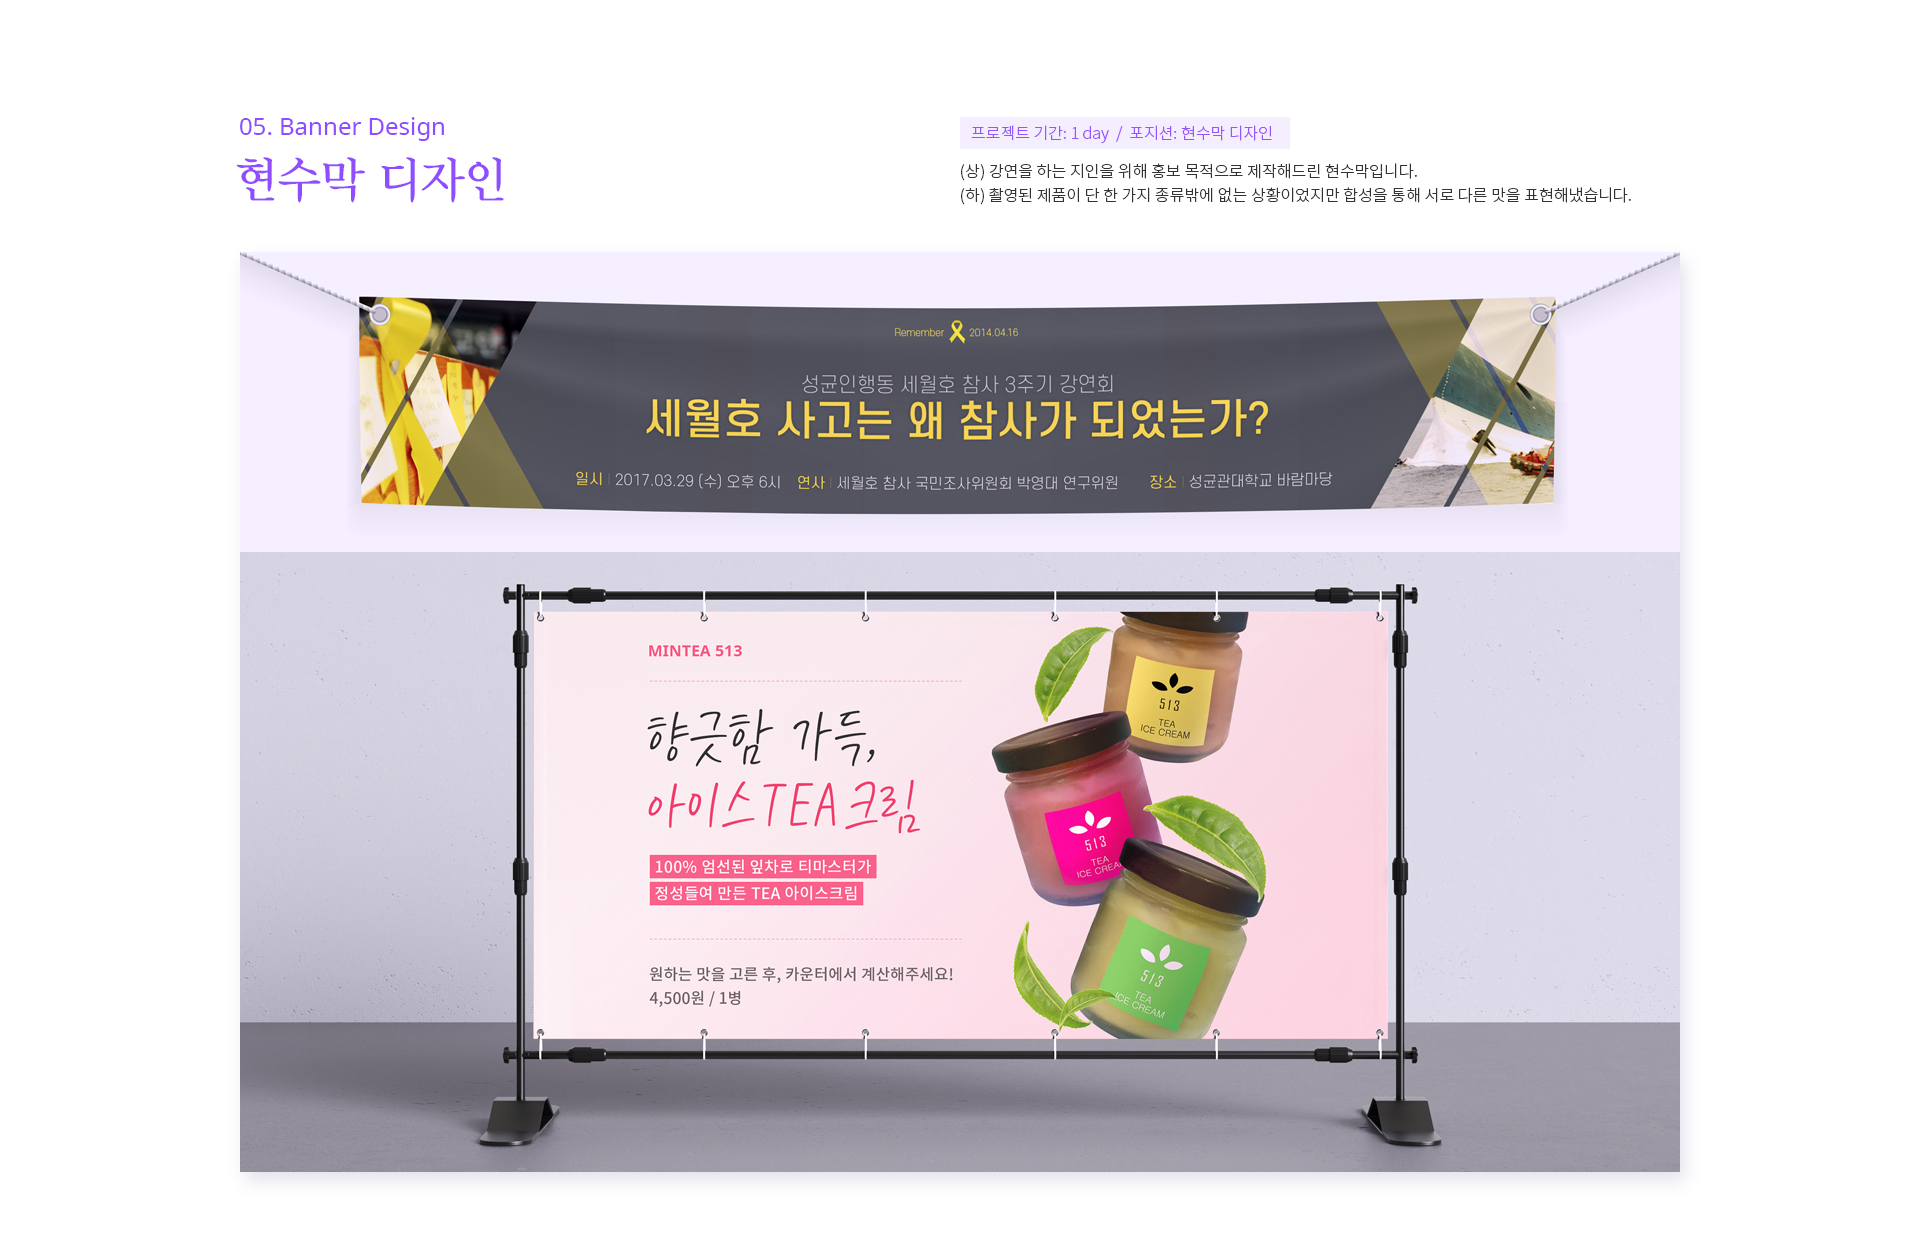 05. Banner Design
현수막 디자인
프로젝트 기간: 1 day / 포지션: 현수막 디자인
(상) 강연을 하는 지인을 위해 홍보 목적으로 제작해드린 현수막입니다.
(하) 촬영된 제품이 단 한 가지 종류밖에 없는 상황이었지만 합성을 통해 서로 다른 맛을 표현해냈습니다.
Remember 2014.04.16
성균인행동 세월호 참사 3주기 강연회
세월호 사고는 왜 참사가 되었는가?
일시 | 2017.03.29 (수) 오후 6시 연사 | 세월호 참사 국민조사위원회 박영대 연구위원 장소 | 성균관대학교 바람마당
MINTEA 513
향긋함 가득,
아이스TEA크림
100% 엄선된 잎차로 티마스터가
정성들여 만든 TEA 아이스크림
원하는 맛을 고른 후, 카운터에서 계산해주세요!
4,500원 / 1병
513
TEA
ICE CREAM
513
TEA
ICE CREAM
513
TEA
ICE CREAM